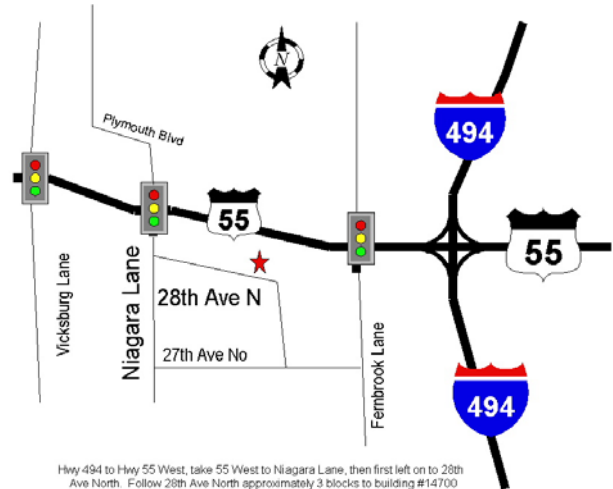 N
494
Plymouth Blvd
55
55
Vicksburg Lane
Niagara Lane
28th Ave N
27th Ave No
Fernbrook Lane
494
Hwy 494 to Hwy 55 West, take 55 West to Niagara Lane, then first left on to 28th
Ave North. Follow 28th Ave North approximately 3 blocks to building #14700